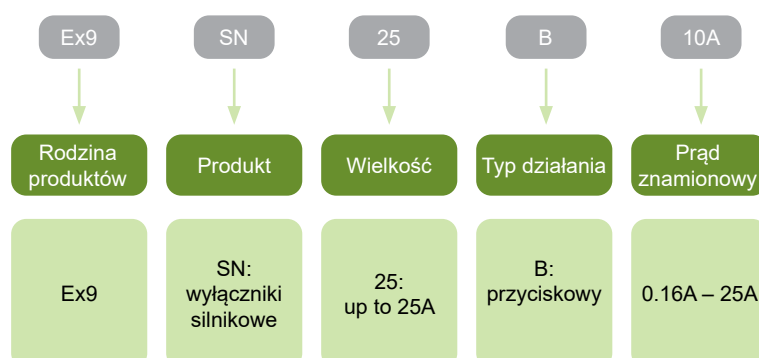 Ex9
SN
25
B
10A
Rodzina
produktów
Produkt
Wielkość
Typ działania
Prąd
znamionowy
Ex9
SN:
wyłączniki
silnikowe
25:
up to 25A
B:
przyciskowy
0.16A – 25A